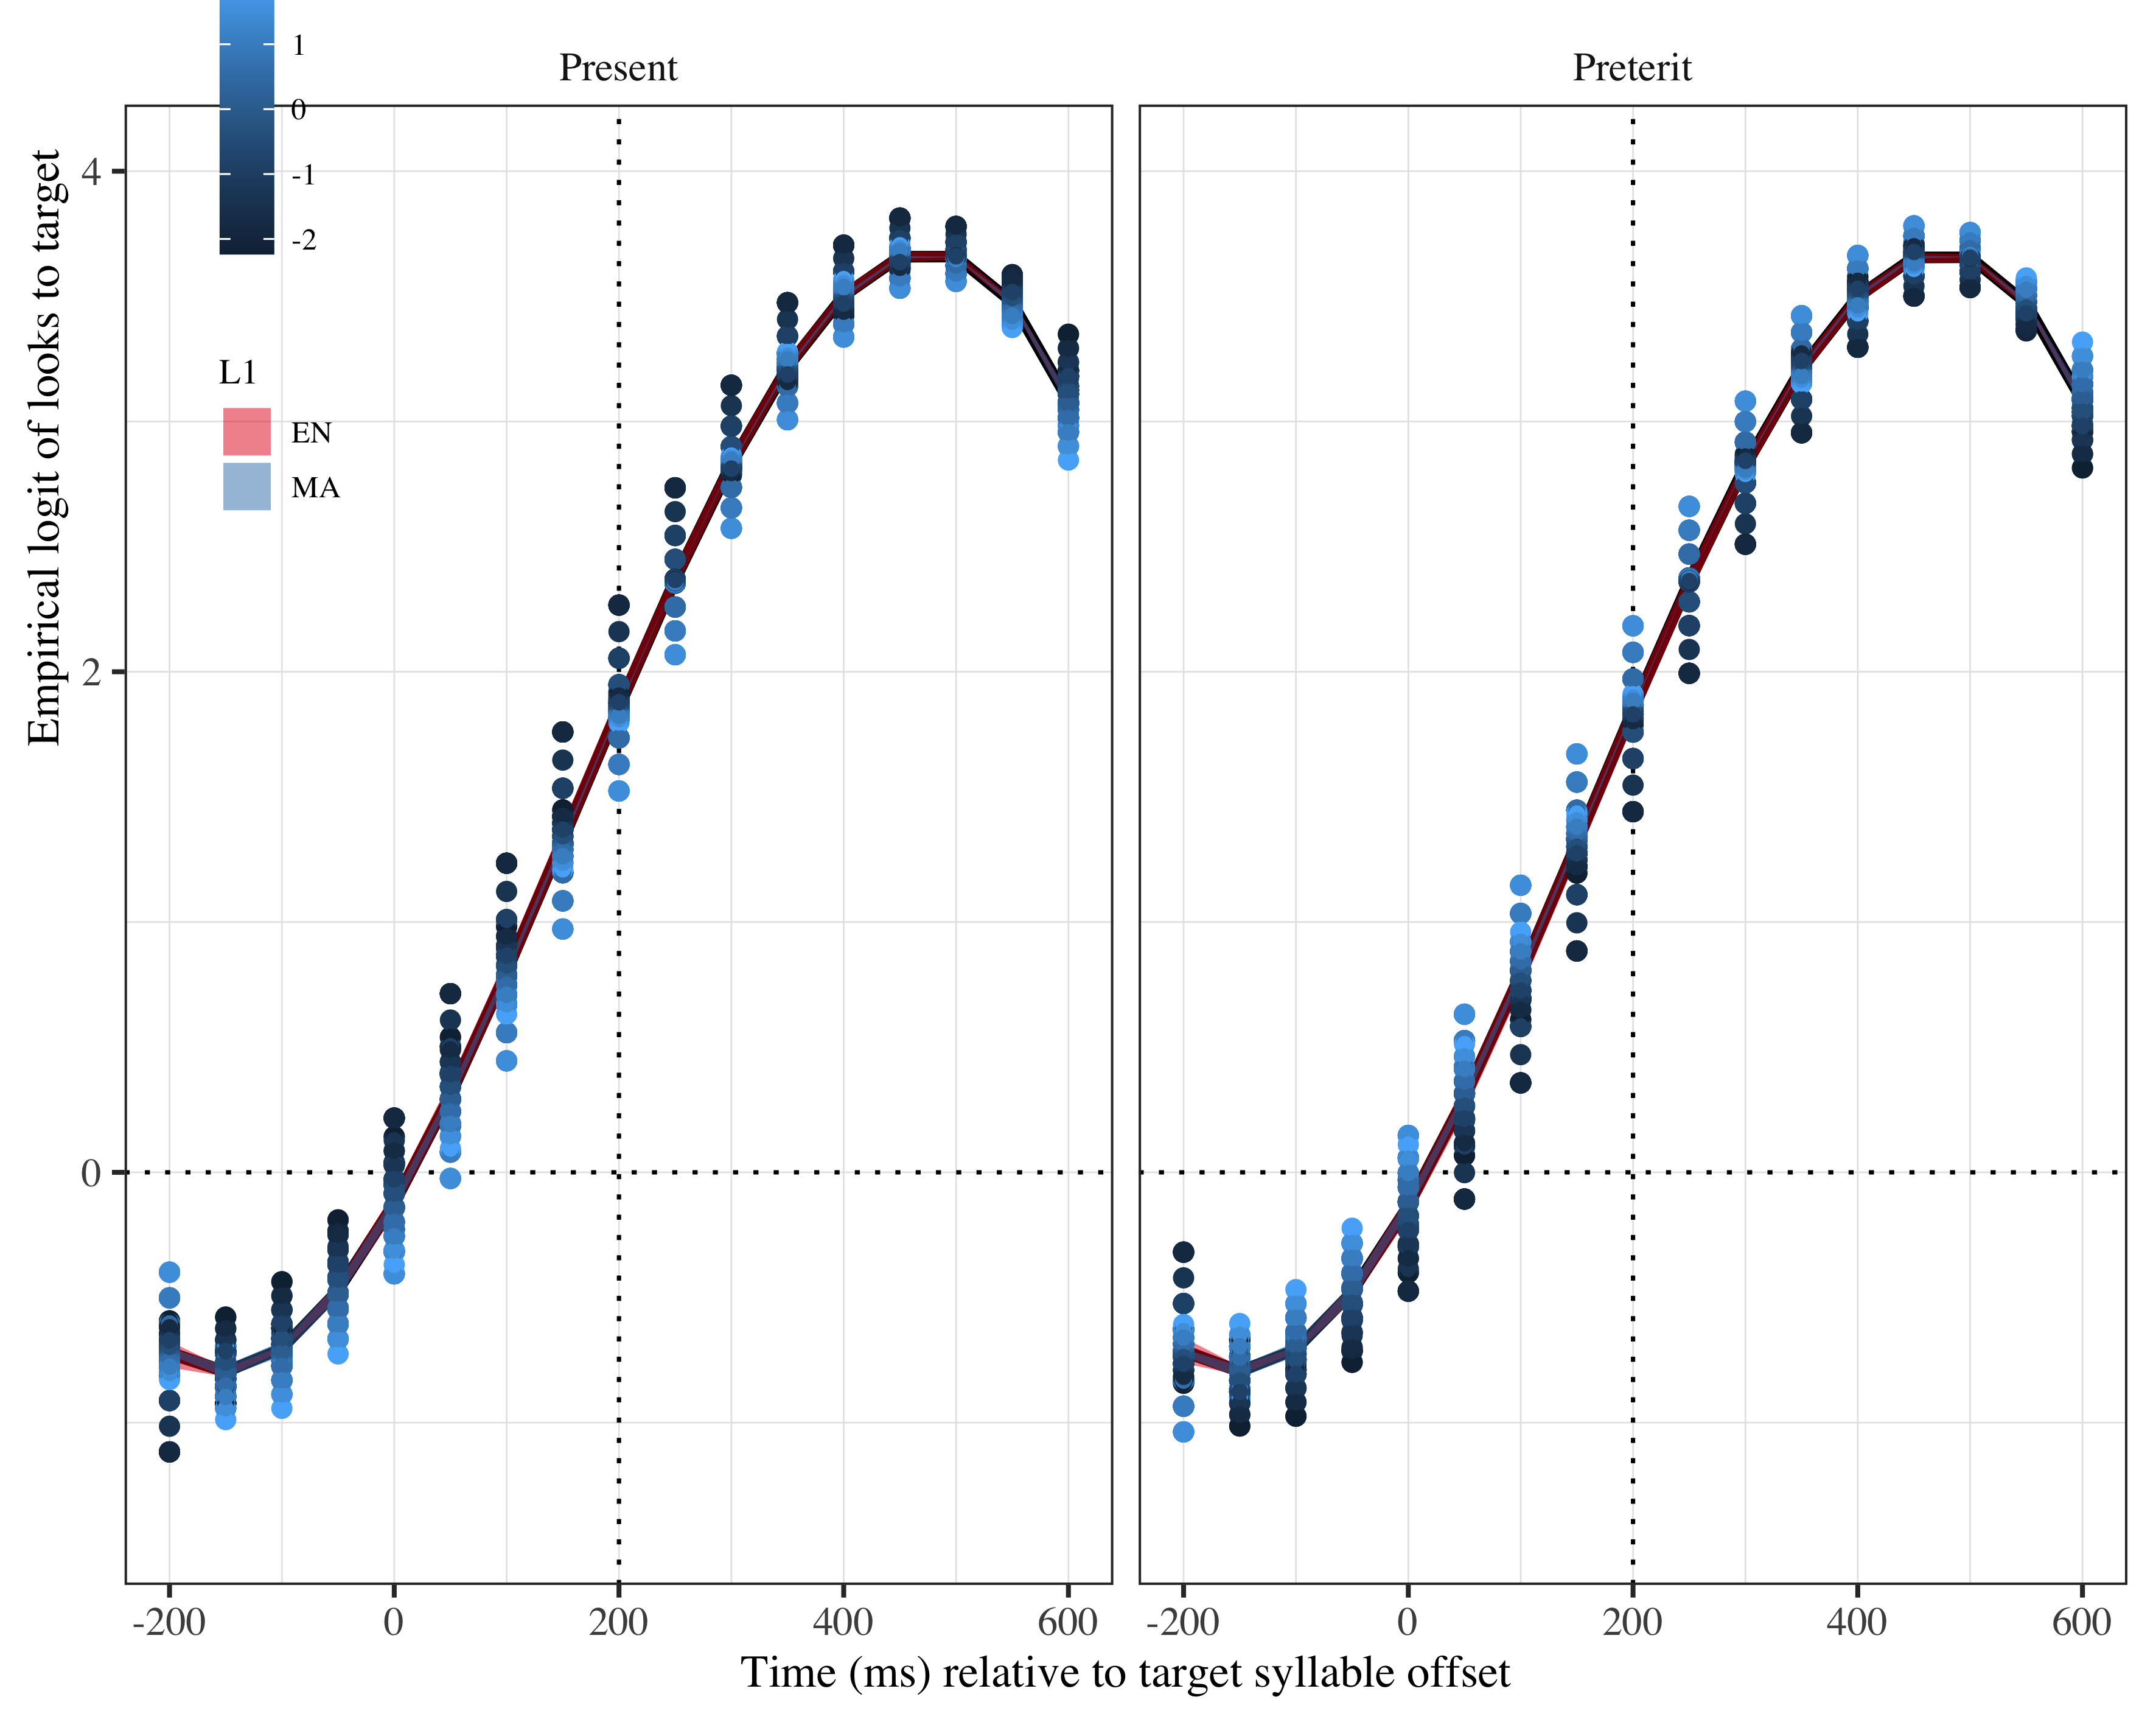 1
0
-1
-2
Present
Preterit
Empirical logit of looks to target
4
2
0
L1
EN
MA
-200
0
200
400
600
-200
0
200
400
600
Time (ms) relative to target syllable offset